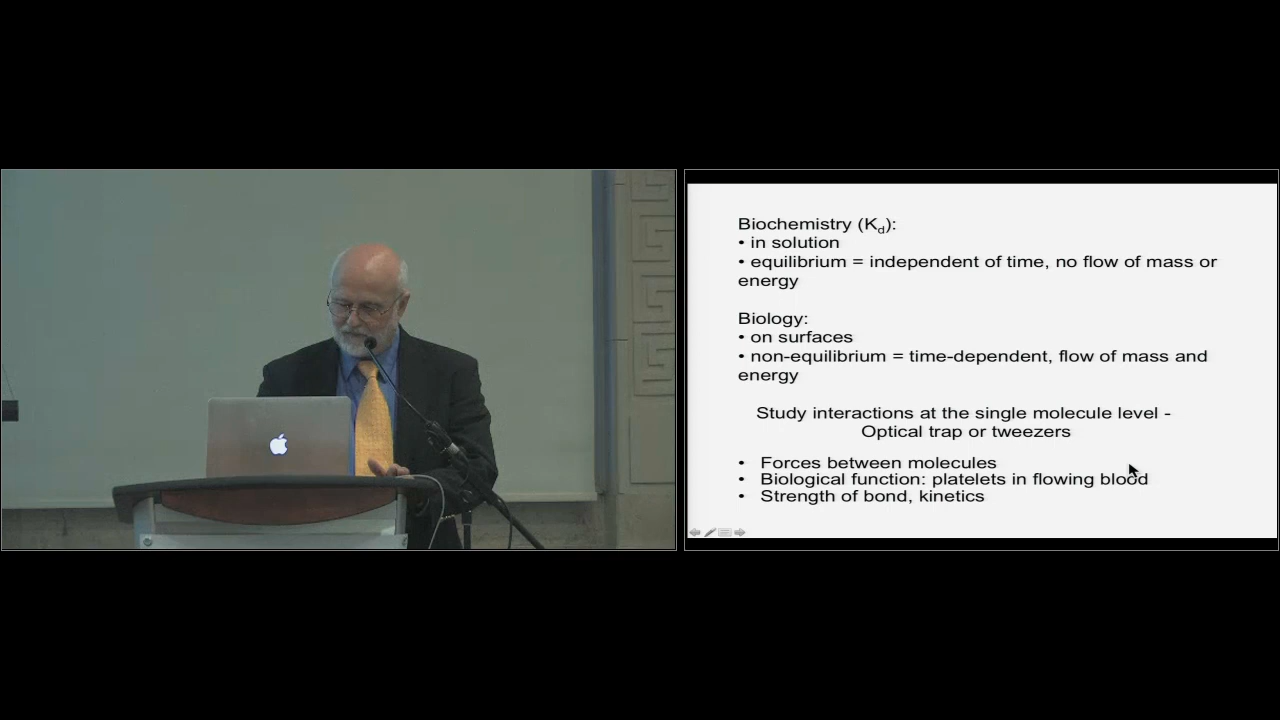 Biochemistry (Kd):
• in solution
• equilibrium = independent of time, no flow of mass or
energy
Biology:
• on surfaces
• non-equilibrium = time-dependent, flow of mass and
energy
Study interactions at the single molecule level -
Optical trap or tweezers
• Forces between molecules
• Biological function: platelets in flowing blood
• Strength of bond, kinetics